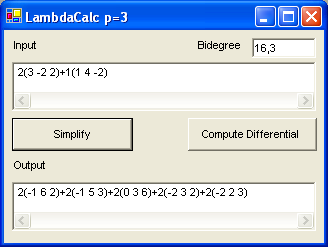 LambdaCalc p=3
Input Bidegree 16,3
2(3 -2 2)+1(1 4 -2)
Simplify Compute Differential
Output
2(-1 6 2)+2(-1 5 3)+2(0 3 6)+2(-2 3 2)+2(-2 2 3)